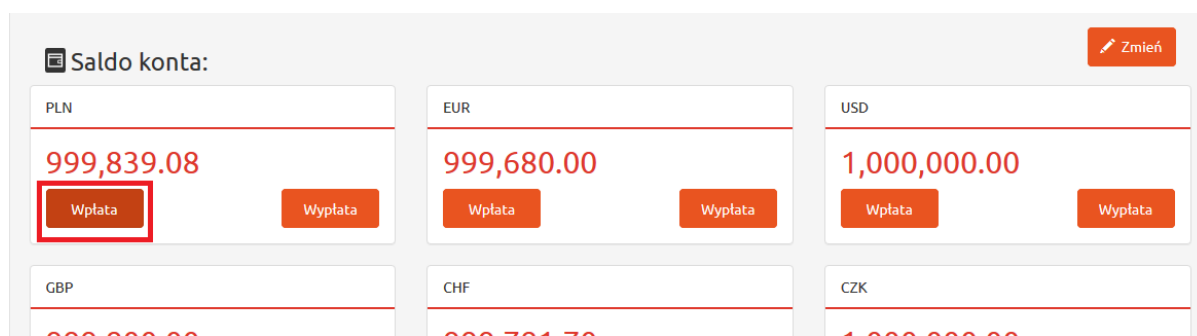 Saldo konta:
Zmień
PLN
EUR
USD
999,839.08
999,680.00
1,000,000.00
Wpłata
Wypłata
Wpłata
Wypłata
Wpłata
Wypłata
GBP
CHF
CZK